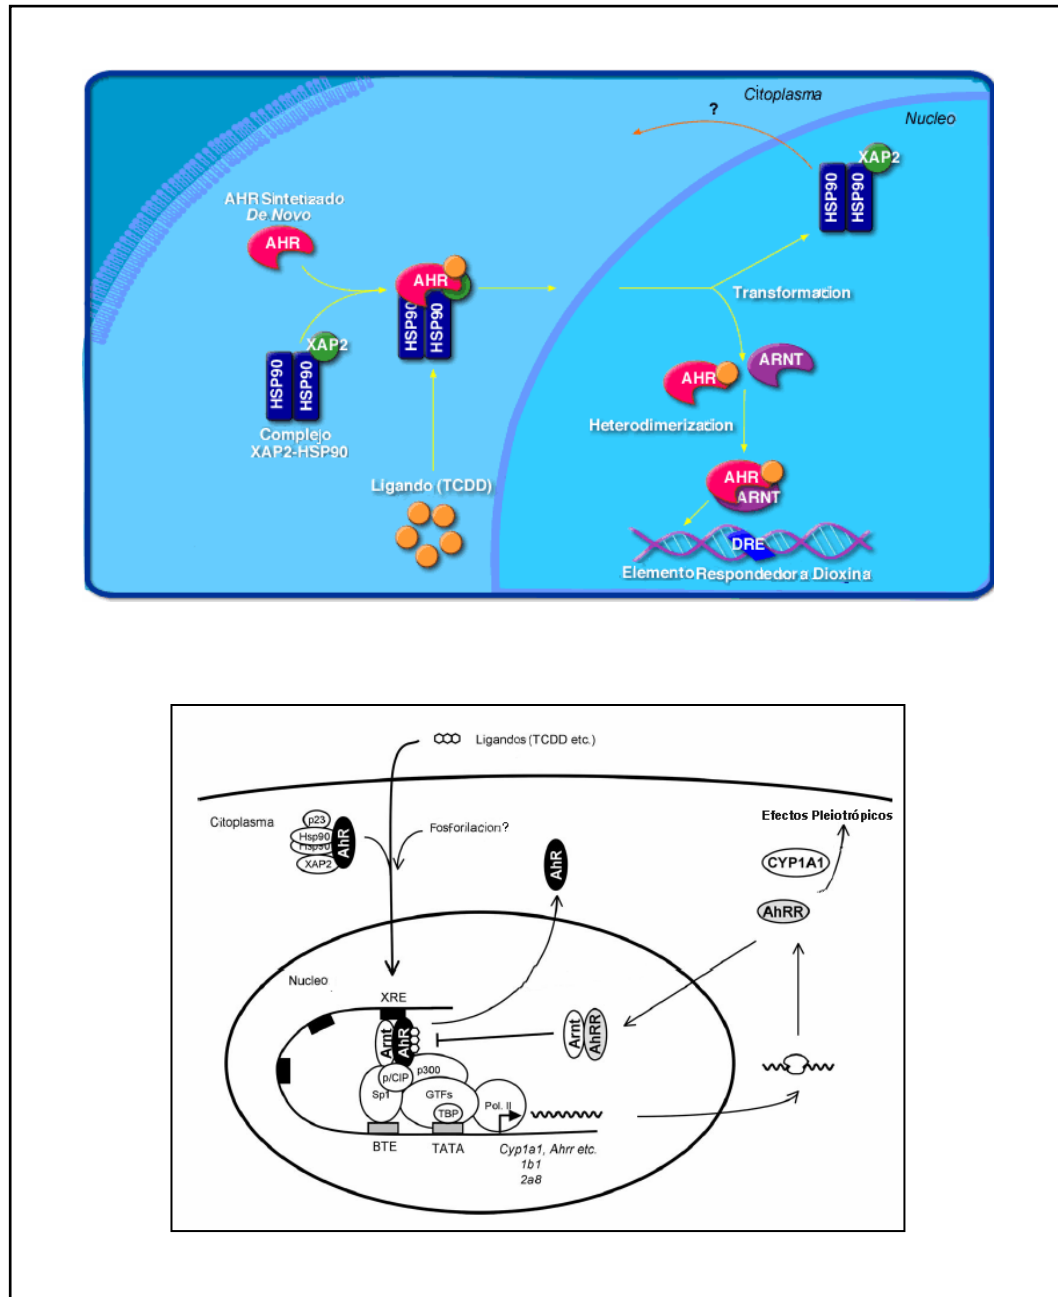 Citoplasma
?
Nucleo
XAP2
HSP90
HSP90
AHR Sintetizado
De Novo
AHR
AHR
HSP90
HSP90
Transformacion
XAP2
HSP90
HSP90
ARNT
AHR
Complejo
XAP2-HSP90
Heterodimerizacion
Ligando (TCDD)
AHR
ARNT
DRE
Elemento Respondedor a Dioxina
Ligandos (TCDD etc.)
Citoplasma
p23
Hsp90
Hsp90
XAP2
AhR
Fosforilacion?
Efectos Pleiotrópicos
CYP1A1
AhR
AhRR
Nucleo
XRE
Arnt
AhR
Arnt
AhRR
p/CIP
p300
Sp1
GTFs
TBP
Pol. II
BTE
TATA
Cyp1a1, Ahrr etc.
1b1
2a8